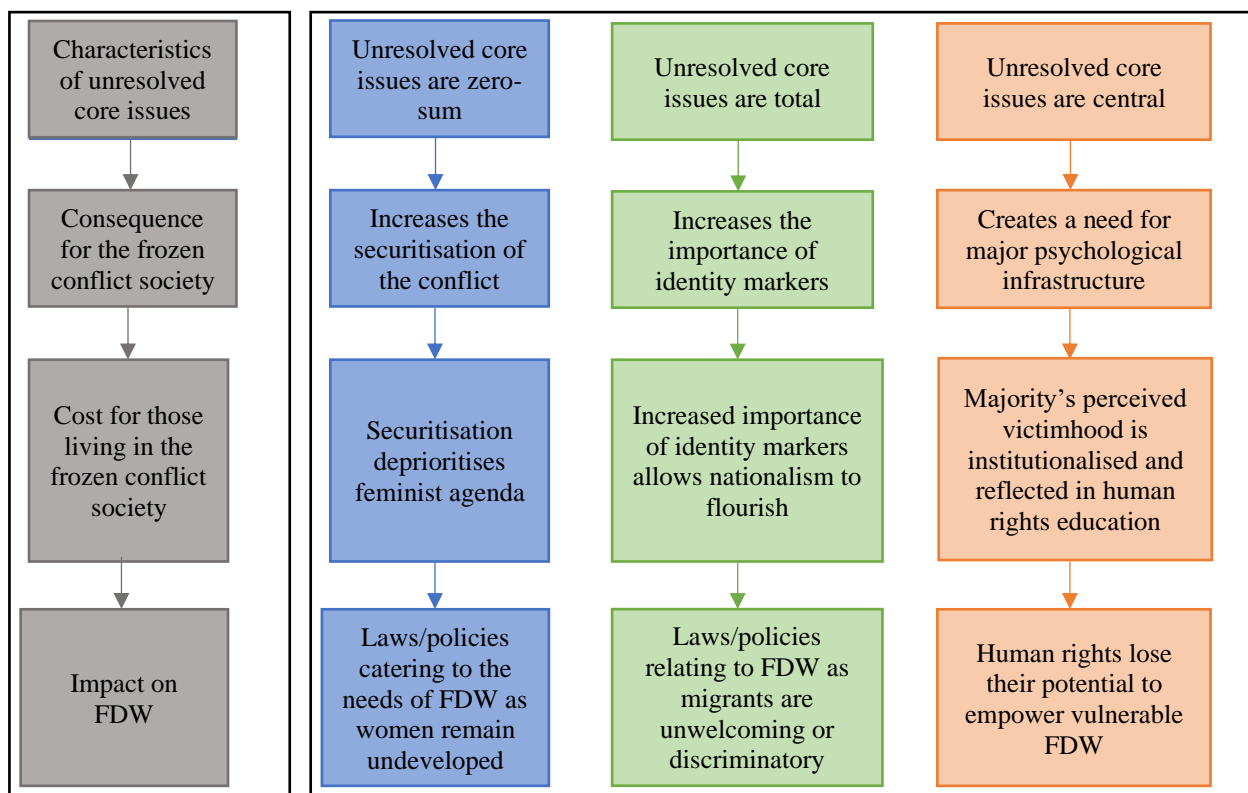 Characteristics
of unresolved
core issues
Consequence
for the frozen
conflict society
Cost for those
living in the
frozen conflict
society
Impact on
FDW
Unresolved core
issues are zero-
sum
Increases the
securitisation of
the conflict
Securitisation
deprioritises
feminist agenda
Laws/policies
catering to the
needs of FDW as
women remain
undeveloped
Unresolved core
issues are total
Increases the
importance of
identity markers
Increased importance
of identity markers
allows nationalism to
flourish
Laws/policies
relating to FDW as
migrants are
unwelcoming or
discriminatory
Unresolved core
issues are central
Creates a need for
major psychological
infrastructure
Majority’s perceived
victimhood is
institutionalised and
reflected in human
rights education
Human rights lose
their potential to
empower vulnerable
FDW